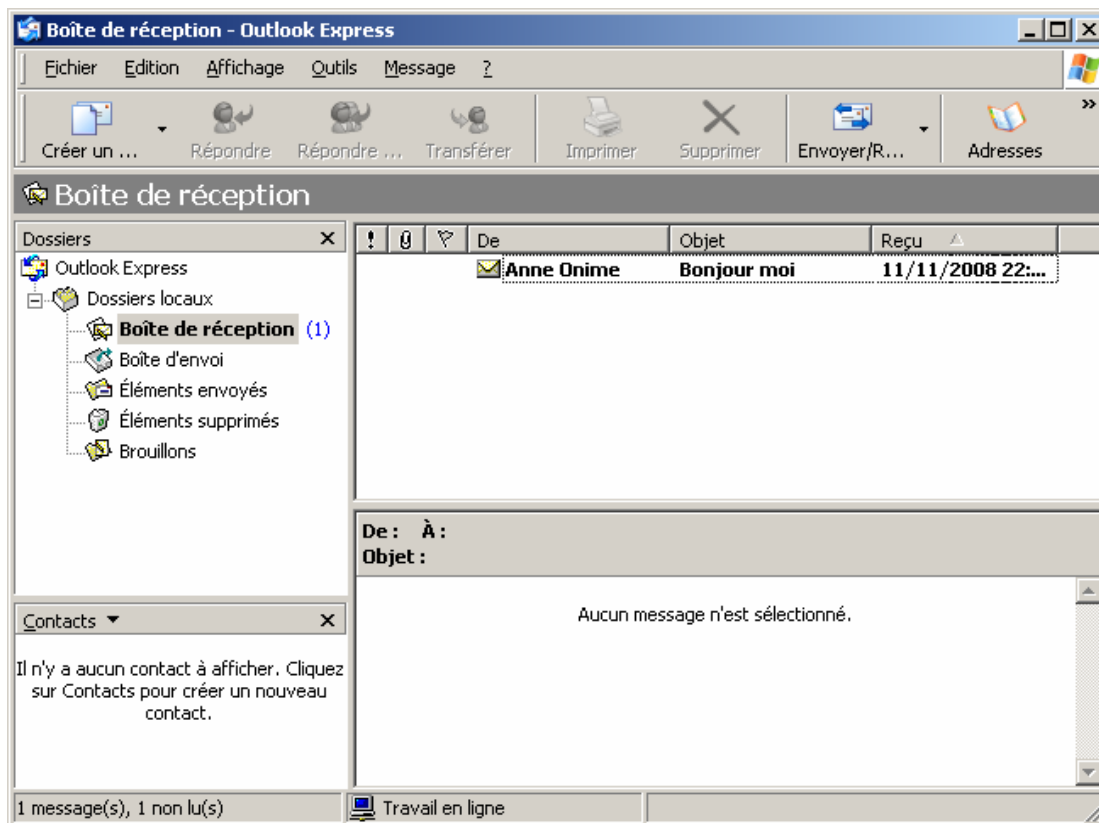 Boîte de réception - Outlook Express
Fichier Edition Affichage Outils Message ?
Créer un ... Répondre Répondre ... Transférer Imprimer Supprimer Envoyer/R... Adresses »
Boîte de réception
Dossiers
Outlook Express
Dossiers locaux
Boîte de réception (1)
Boîte d'envoi
Éléments envoyés
Éléments supprimés
Brouillons
! De Objet Reçu
Anne Onime Bonjour moi 11/11/2008 22:...
De : À :
Objet :
Aucun message n'est sélectionné.
Contacts
Il n'y a aucun contact à afficher. Cliquez
sur Contacts pour créer un nouveau
contact.
1 message(s), 1 non lu(s) Travail en ligne